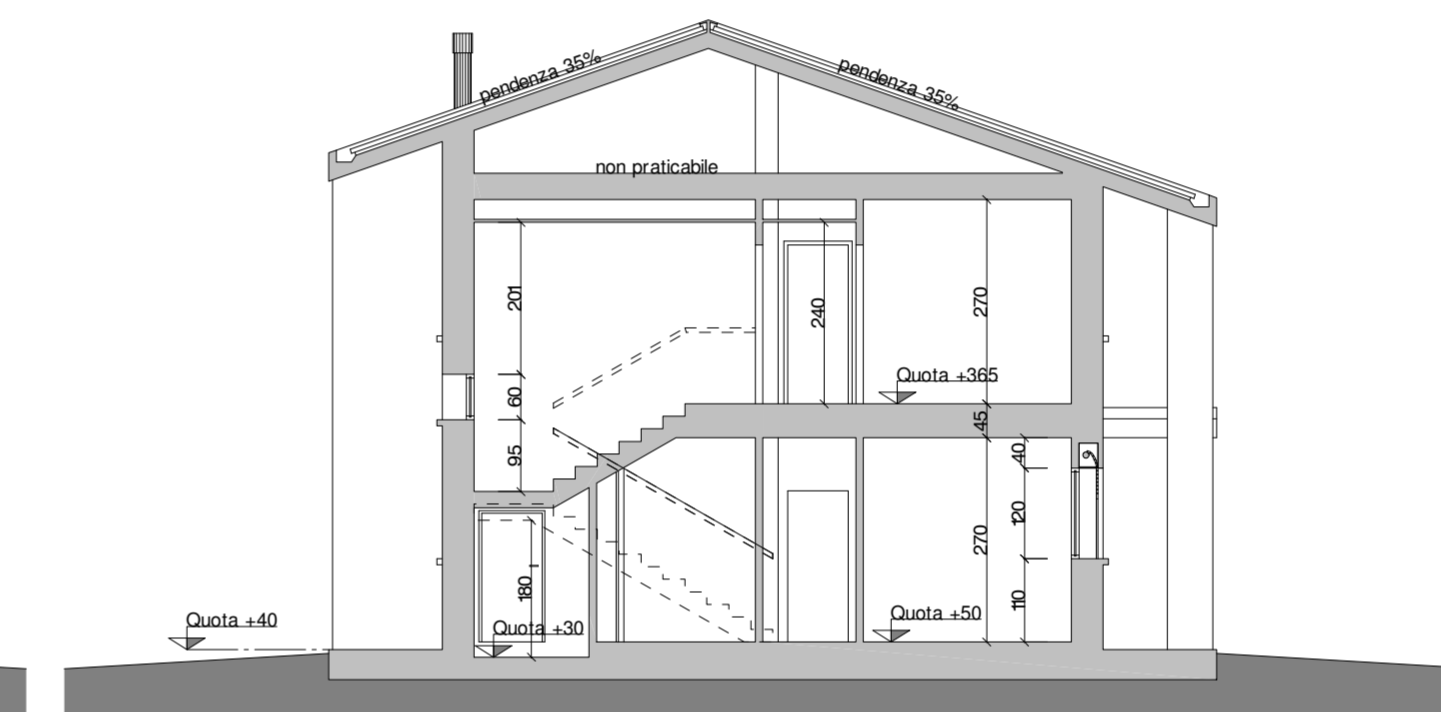 pendenza 35%
pendenza 35%
non praticabile
201
240
270
Quota +365
60
45
95
40
120
270
180
110
Quota +40
Quota +30
Quota +50